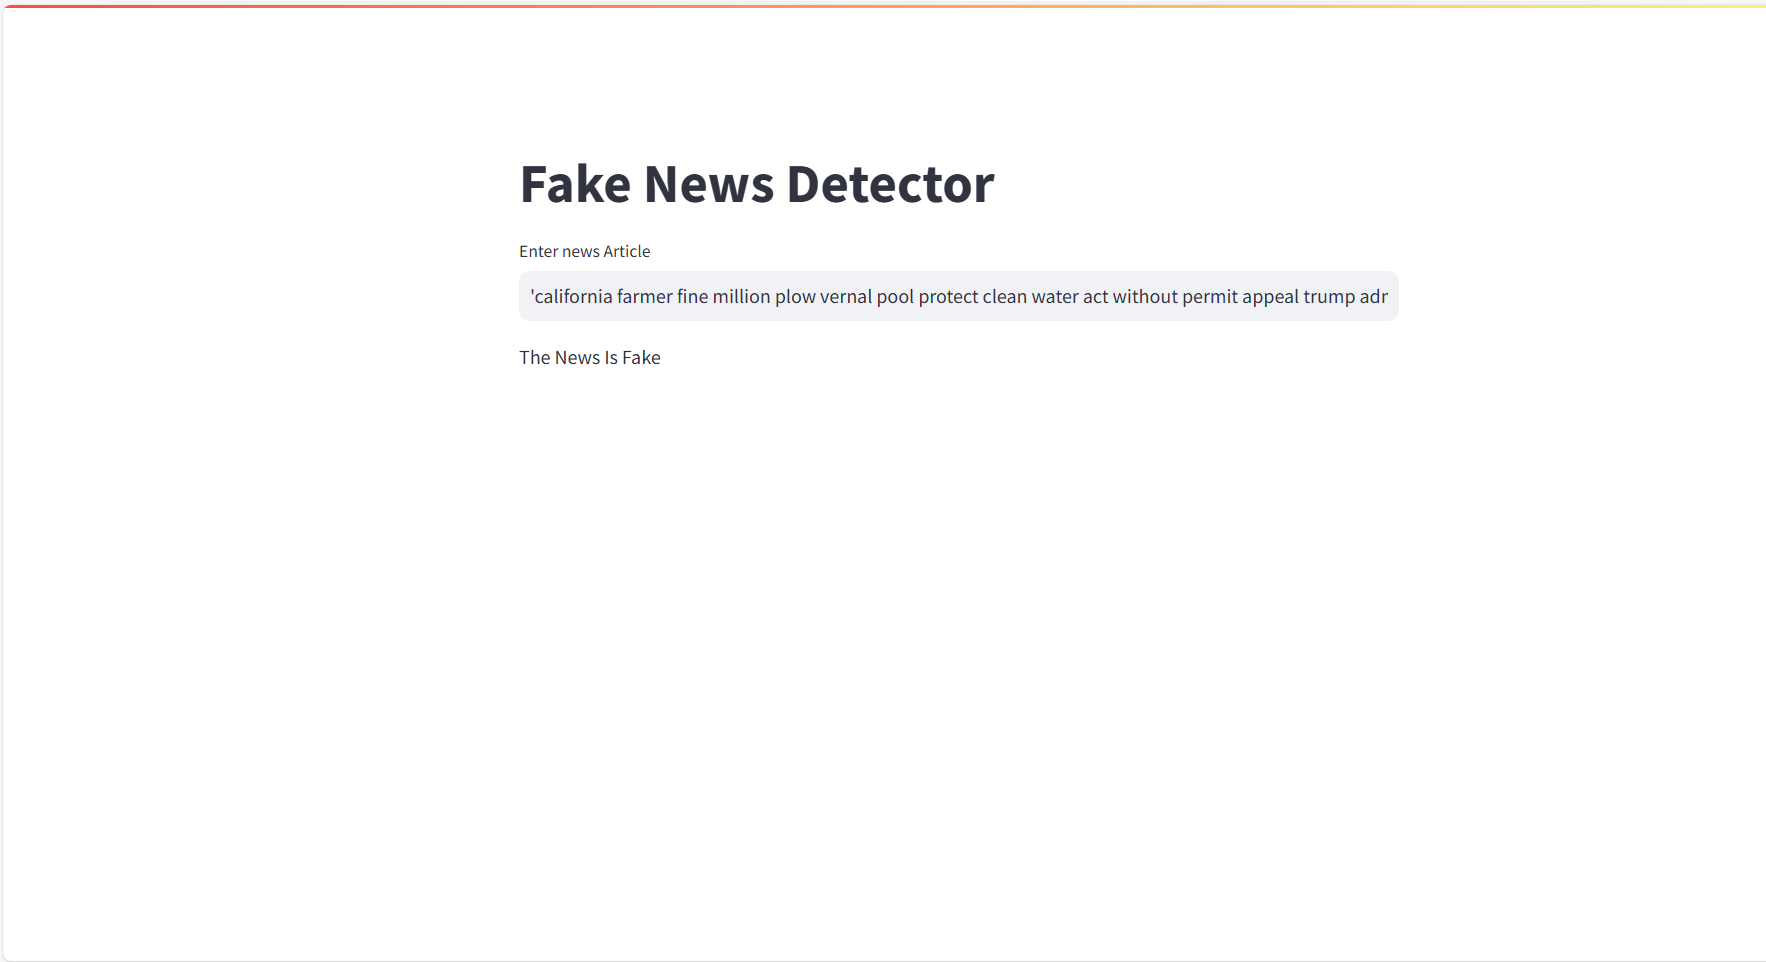 Fake News Detector
Enter news Article
'california farmer fine million plow vernal pool protect clean water act without permit appeal trump adr
The News Is Fake